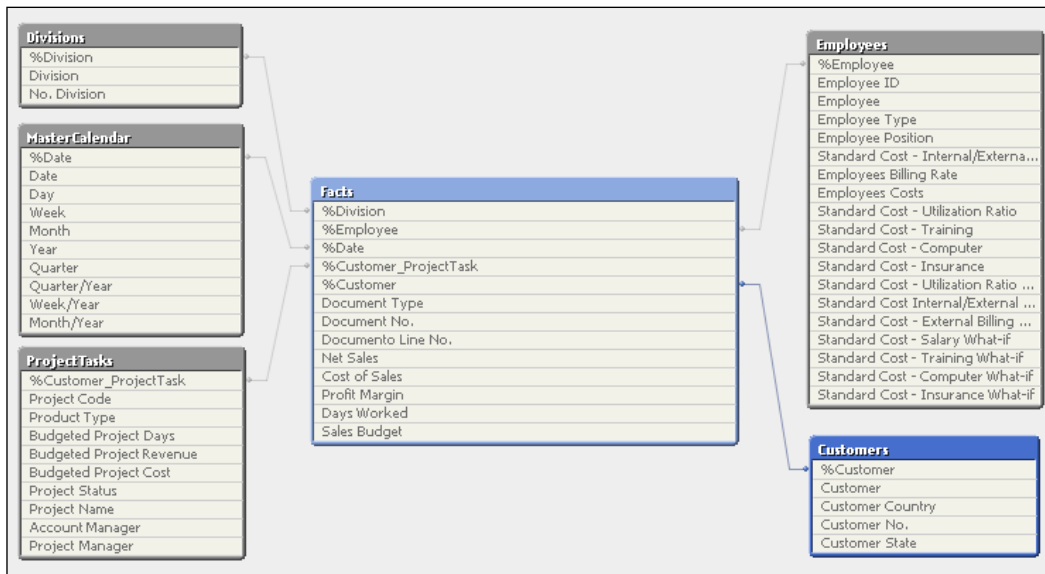 Divisions
%Division
Division
No. Division
MasterCalendar
%Date
Date
Day
Week
Month
Year
Quarter
Quarter/Year
Week/Year
Month/Year
ProjectTasks
%Customer_ProjectTask
Project Code
Product Type
Budgeted Project Days
Budgeted Project Revenue
Budgeted Project Cost
Project Status
Project Name
Account Manager
Project Manager
Facts
%Division
%Employee
%Date
%Customer_ProjectTask
%Customer
Document Type
Document No.
Documento Line No.
Net Sales
Cost of Sales
Profit Margin
Days Worked
Sales Budget
Employees
%Employee
Employee ID
Employee
Employee Type
Employee Position
Standard Cost - Internal/Externa...
Employees Billing Rate
Employees Costs
Standard Cost - Utilization Ratio
Standard Cost - Training
Standard Cost - Computer
Standard Cost - Insurance
Standard Cost - Utilization Ratio ...
Standard Cost Internal/External ...
Standard Cost - External Billing ...
Standard Cost - Salary What-if
Standard Cost - Training What-if
Standard Cost - Computer What-if
Standard Cost - Insurance What-if
Customers
%Customer
Customer
Customer Country
Customer No.
Customer State